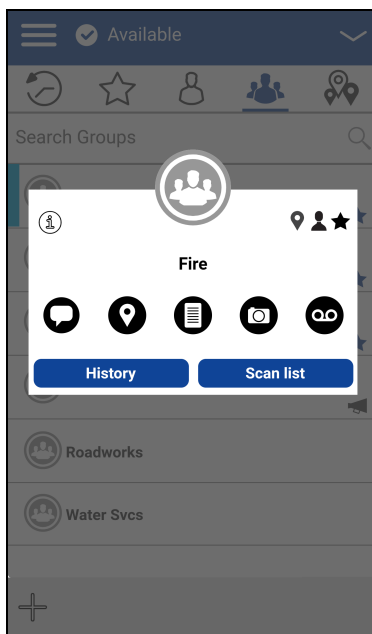 Available
Search Groups
Fire
History
Scan list
Roadworks
Water Svcs